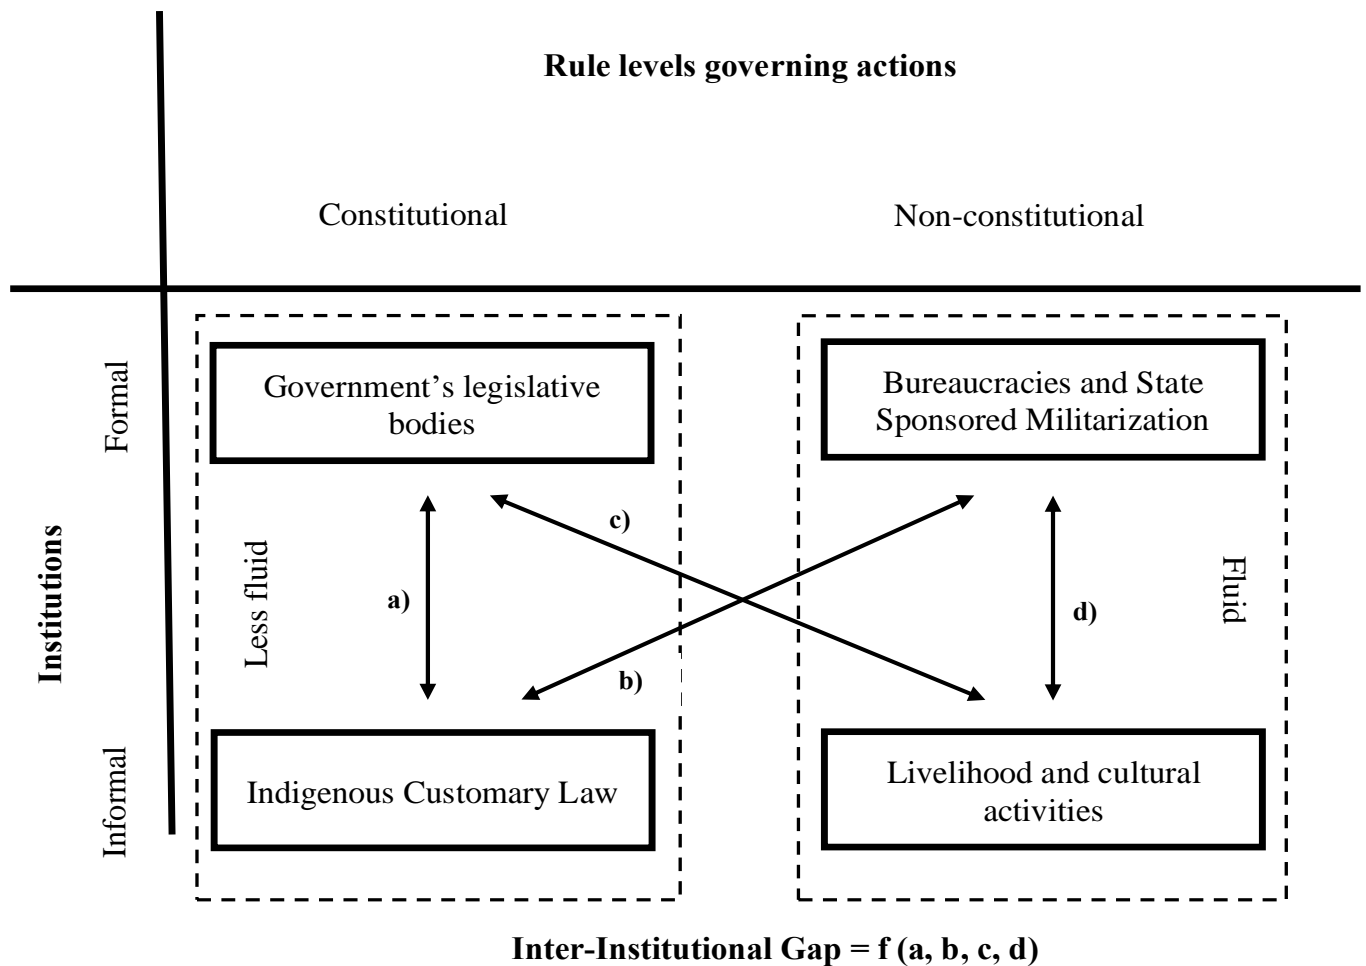 Rule levels governing actions
Constitutional
Non-constitutional
Institutions
Formal
Informal
Government’s legislative
bodies
Bureaucracies and State
Sponsored Militarization
Less fluid
a)
c)
b)
d)
Fluid
Indigenous Customary Law
Livelihood and cultural
activities
Inter-Institutional Gap = f (a, b, c, d)